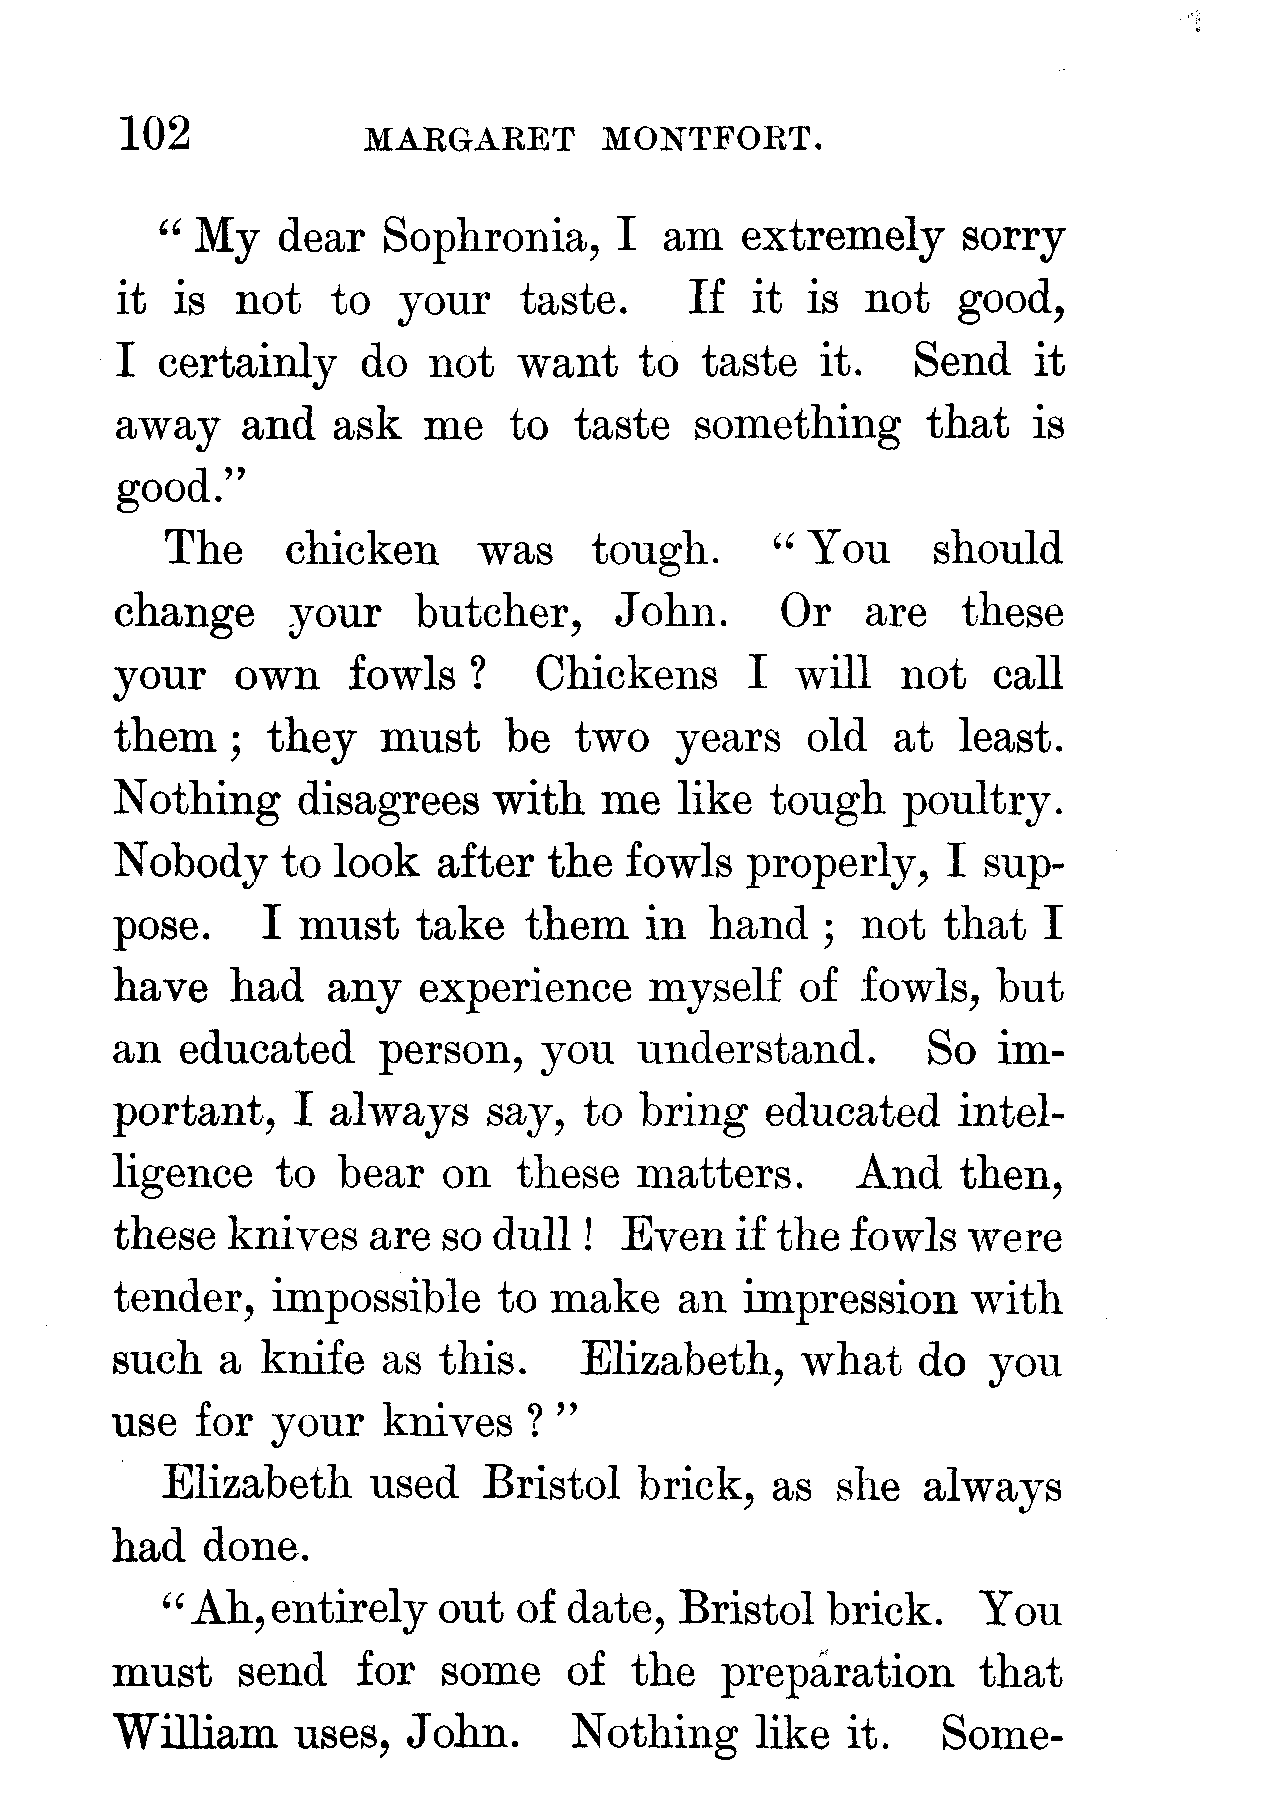 102 MARGARET MONTFORT.
“ My dear Sophronia, I am extremely sorry
it is not to your taste. If it is not good,
I certainly do not want to taste it. Send it
away and ask me to taste something that is
good.”
The chicken was tough. “ You should
change your butcher, John. Or are these
your own fowls ? Chickens I will not call
them ; they must be two years old at least.
Nothing disagrees with me like tough poultry.
Nobody to look after the fowls properly, I sup-
pose. I must take them in hand ; not that I
have had any experience myself of fowls, but
an educated person, you understand. So im-
portant, I always say, to bring educated intel-
ligence to bear on these matters. And then,
these knives are so dull ! Even if the fowls were
tender, impossible to make an impression with
such a knife as this. Elizabeth, what do you
use for your knives ? ”
Elizabeth used Bristol brick, as she always
had done.
“ Ah, entirely out of date, Bristol brick. You
must send for some of the preparation that
William uses, John. Nothing like it. Some-